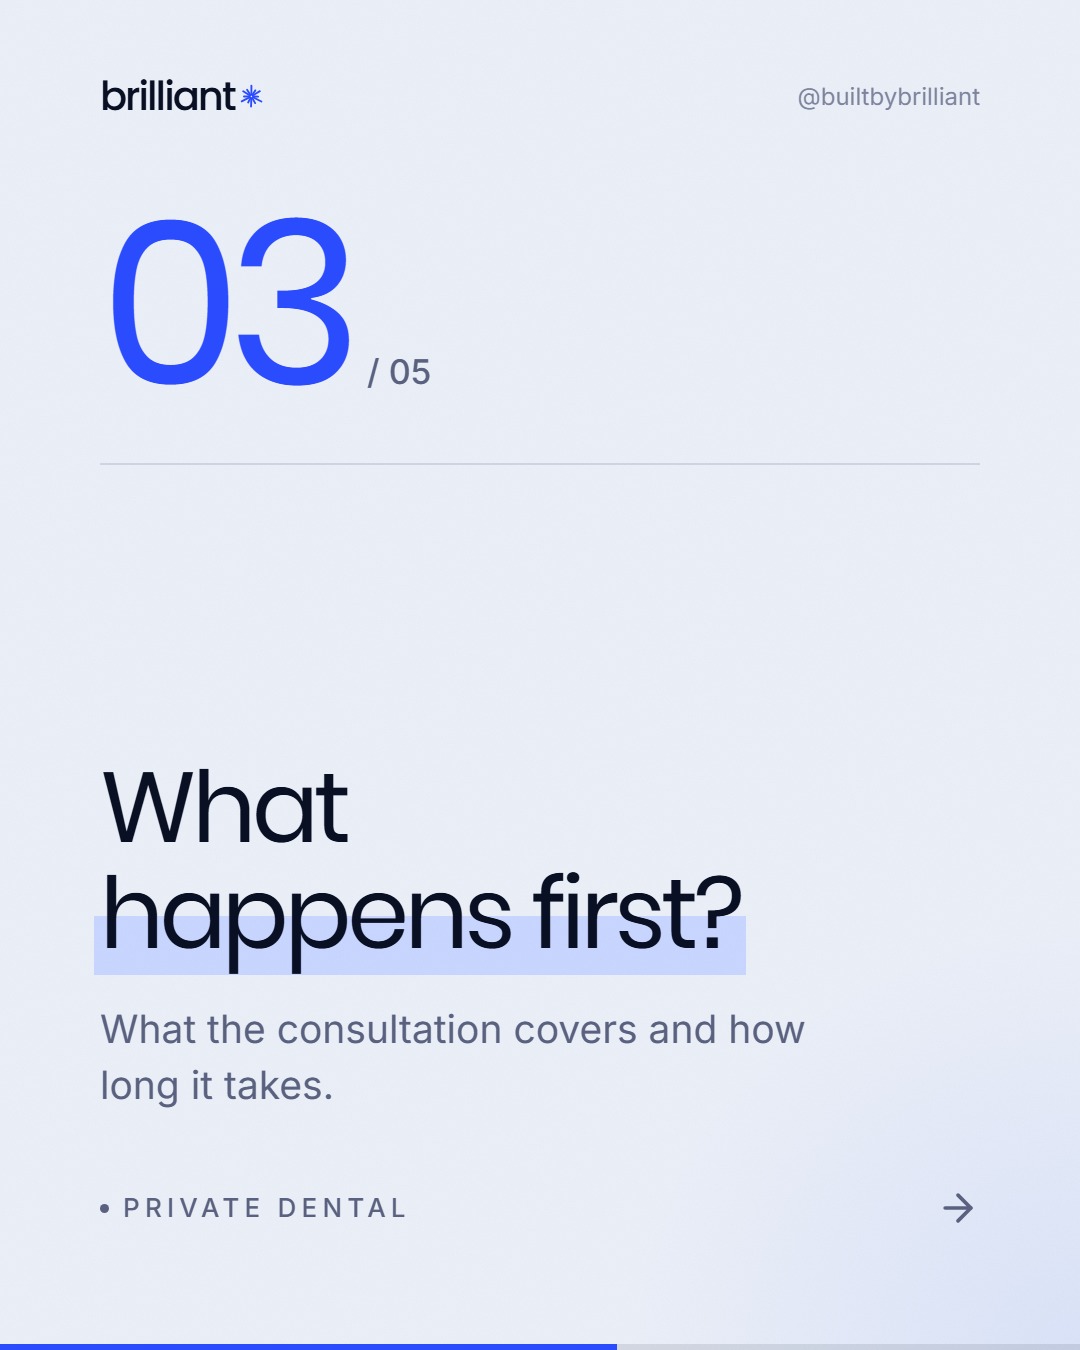 brilliant
@builtbybrilliant
03 / 05
What
happens first?
What the consultation covers and how
long it takes.
• PRIVATE DENTAL